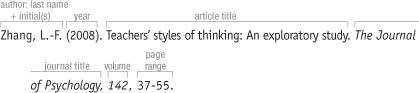 author: last name
+ initial(s) year article title
Zhang, L.-F. (2008). Teachers’ styles of thinking: An exploratory study. The Journal
page
journal title volume range
of Psychology, 142, 37-55.